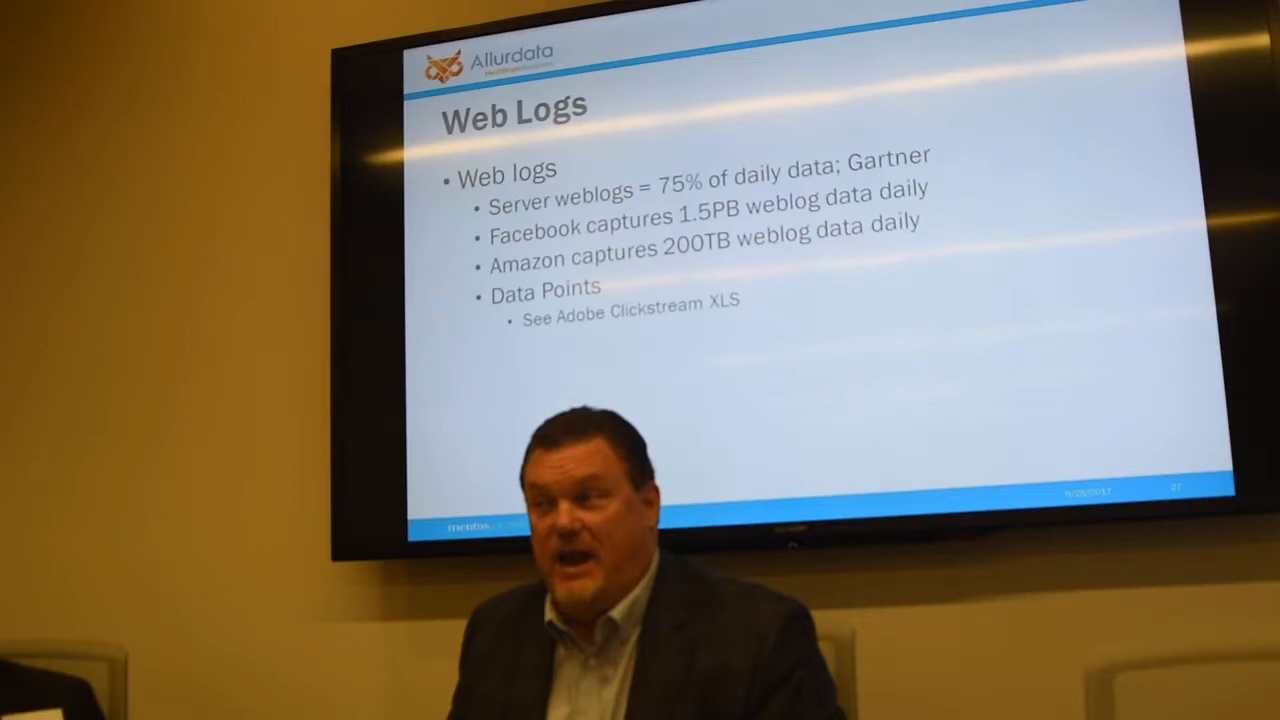 Allurdata
Web Logs
• Web logs
• Server weblogs = 75% of daily data; Gartner
• Facebook captures 1.5PB weblog data daily
• Amazon captures 200TB weblog data daily
• Data Points
• See Adobe Clickstream XLS
27